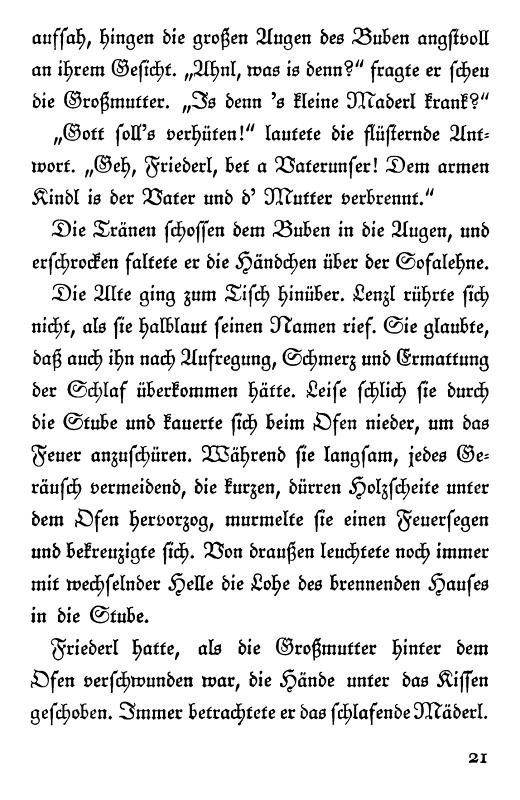 aufsah, hingen die großen Augen des Buben angstvoll
an ihrem Gesicht. „Ahnl, was is denn?“ fragte er scheu
die Großmutter. „Is denn 's kleine Maderl krank?“
„Gott soll's verhüten!“ lautete die flüsternde Ant-
wort. „Geh, Friederl, bet a Vaterunser! Dem armen
Kindl is der Vater und d' Mutter verbrennt.“
Die Tränen schossen dem Buben in die Augen, und
erschrocken faltete er die Händchen über der Sofalehne.
Die Alte ging zum Tisch hinüber. Lenzl rührte sich
nicht, als sie halblaut seinen Namen rief. Sie glaubte,
daß auch ihn nach Aufregung, Schmerz und Ermattung
der Schlaf überkommen hätte. Leise schlich sie durch
die Stube und kauerte sich beim Ofen nieder, um das
Feuer anzuschüren. Während sie langsam, jedes Ge-
räusch vermeidend, die kurzen, dürren Holzscheite unter
dem Ofen hervorzog, murmelte sie einen Feuersegen
und bekreuzigte sich. Von draußen leuchtete noch immer
mit wechselnder Helle die Lohe des brennenden Hauses
in die Stube.
Friederl hatte, als die Großmutter hinter dem
Ofen verschwunden war, die Hände unter das Kissen
geschoben. Immer betrachtete er das schlafende Mäderl.
21